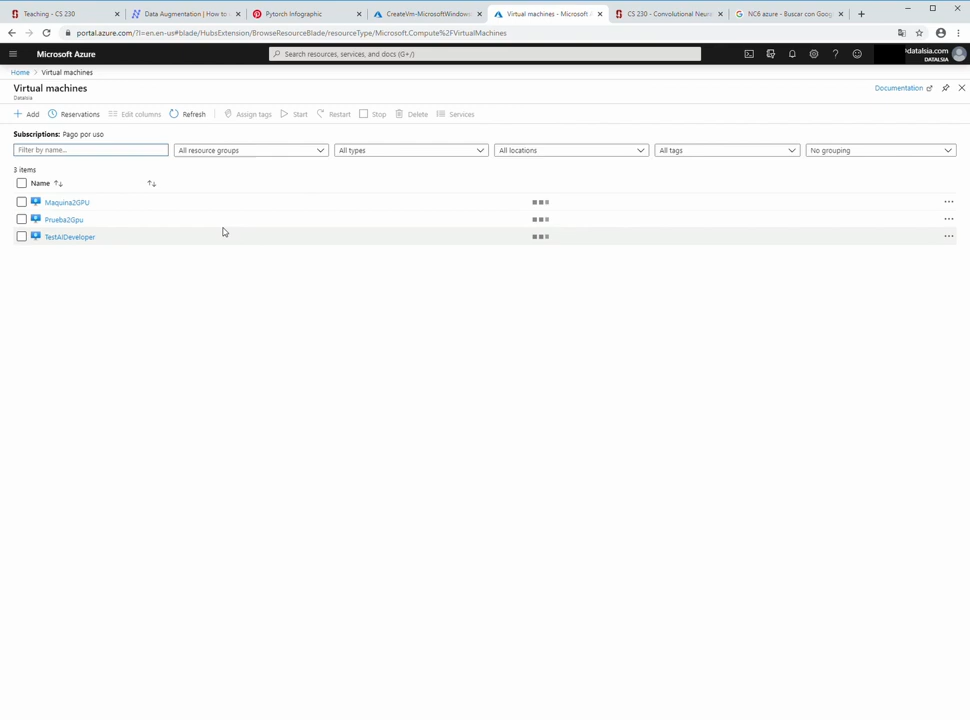 Teaching - CS 230
Data Augmentation | How to
Pytorch Infographic
CreateVm-MicrosoftWindows
Virtual machines - Microsoft A
CS 230 - Convolutional Neura
NC6 azure - Buscar con Goog
portal.azure.com/?l=en.en-us#blade/HubsExtension/BrowseResourceBlade/resourceType/Microsoft.Compute%2FVirtualMachines
Microsoft Azure
Search resources, services, and docs (G+/)
datalsia.com
DATALSIA
Home > Virtual machines
Virtual machines
Datalsia
Documentation
Add
Reservations
Edit columns
Refresh
Assign tags
Start
Restart
Stop
Delete
Services
Subscriptions: Pago por uso
Filter by name...
All resource groups
All types
All locations
All tags
No grouping
3 items
Name
Maquina2GPU
Prueba2Gpu
TestAIDeveloper